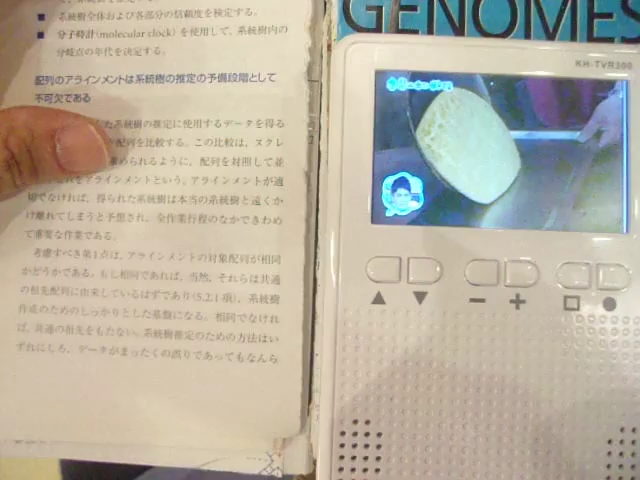 ■ 系統樹全体および各部分の信頼度を検定する。
■ 分子時計(molecular clock)を使用して、系統樹内の
分岐点の年代を決定する。
配列のアラインメントは系統樹の推定の予備段階として
不可欠である
した系統樹の推定に使用するデータを得る
配列を比較する。この比較は、ヌクレ
められるように、配列を対照して並
をアラインメントという。アラインメントが適
切でなければ、得られた系統樹は本当の系統樹と遠くか
け離れてしまうと予想され、全作業行程のなかできわめ
て重要な作業である。
考慮すべき第1点は、アラインメントの対象配列が相同
かどうかである。もし相同であれば、当然、それらは共通
の祖先配列に由来しているはずであり(5.2.1項)、系統樹
作成のためのしっかりとした基盤になる。相同でなけれ
ば、共通の祖先をもたない。系統樹推定のための方法はい
ずれにしろ、データがまったくの誤りであってもなんら
GENOMES
KH-TVR300
▲ ▼ − + □ ●